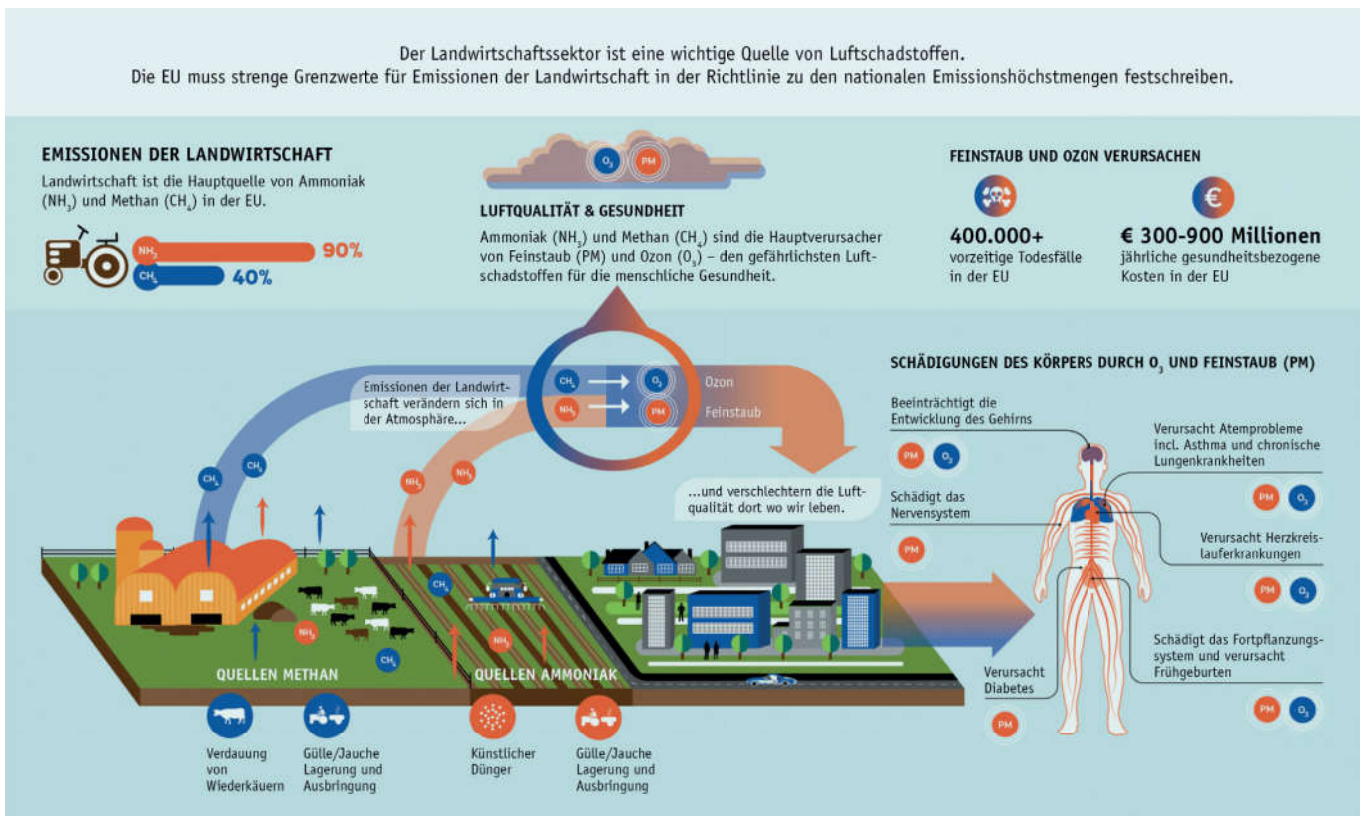 Der Landwirtschaftssektor ist eine wichtige Quelle von Luftschadstoffen.
Die EU muss strenge Grenzwerte für Emissionen der Landwirtschaft in der Richtlinie zu den nationalen Emissionshöchstmengen festschreiben.
EMISSIONEN DER LANDWIRTSCHAFT
Landwirtschaft ist die Hauptquelle von Ammoniak
(NH₃) und Methan (CH₄) in der EU.
NH₃
90%
CH₄
40%
O₃
PM
LUFTQUALITÄT & GESUNDHEIT
Ammoniak (NH₃) und Methan (CH₄) sind die Hauptverursacher
von Feinstaub (PM) und Ozon (O₃) – den gefährlichsten Luft-
schadstoffen für die menschliche Gesundheit.
FEINSTAUB UND OZON VERURSACHEN
€
400.000+
vorzeitige Todesfälle
in der EU
€ 300-900 Millionen
jährliche gesundheitsbezogene
Kosten in der EU
Emissionen der Landwirt-
schaft verändern sich in
der Atmosphäre...
CH₄
O₃
Ozon
NH₃
PM
Feinstaub
CH₄
CH₄
NH₃
NH₃
...und verschlechtern die Luft-
qualität dort wo wir leben.
CH₄
NH₃
NH₃
CH₄
QUELLEN METHAN
QUELLEN AMMONIAK
Verdauung
von
Wiederkäuern
Gülle/Jauche
Lagerung und
Ausbringung
Künstlicher
Dünger
Gülle/Jauche
Lagerung und
Ausbringung
SCHÄDIGUNGEN DES KÖRPERS DURCH O₃ UND FEINSTAUB (PM)
Beeinträchtigt die
Entwicklung des Gehirns
PM
O₃
Schädigt das
Nervensystem
PM
Verursacht
Diabetes
PM
Verursacht Atemprobleme
incl. Asthma und chronische
Lungenkrankheiten
PM
O₃
Verursacht Herzkreis-
lauferkrankungen
PM
O₃
Schädigt das Fortpflanzungs-
system und verursacht
Frühgeburten
PM
O₃